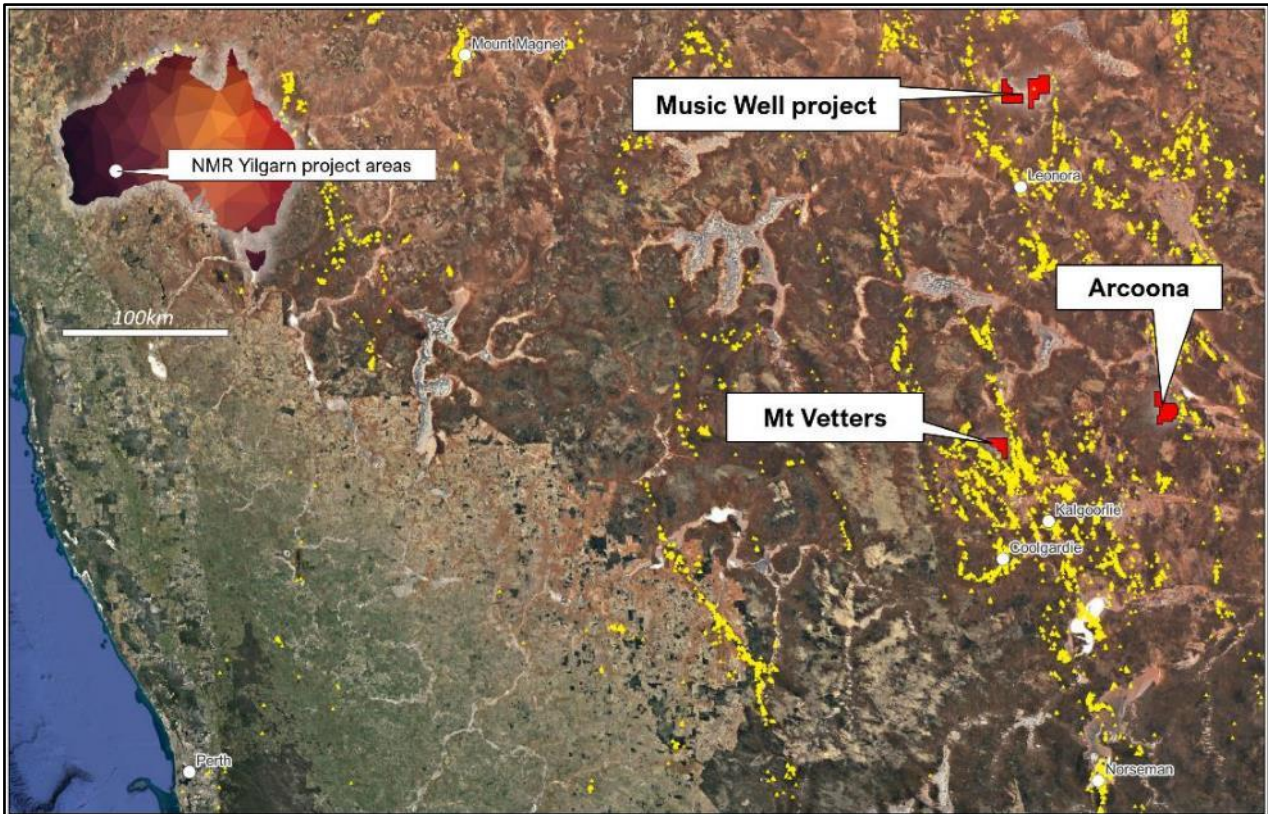 Mount Magnet
Music Well project
NMR Yilgarn project areas
Leonora
Arcoona
100km
Mt Vetters
Kalgoorlie
Coolgardie
Perth
Norseman